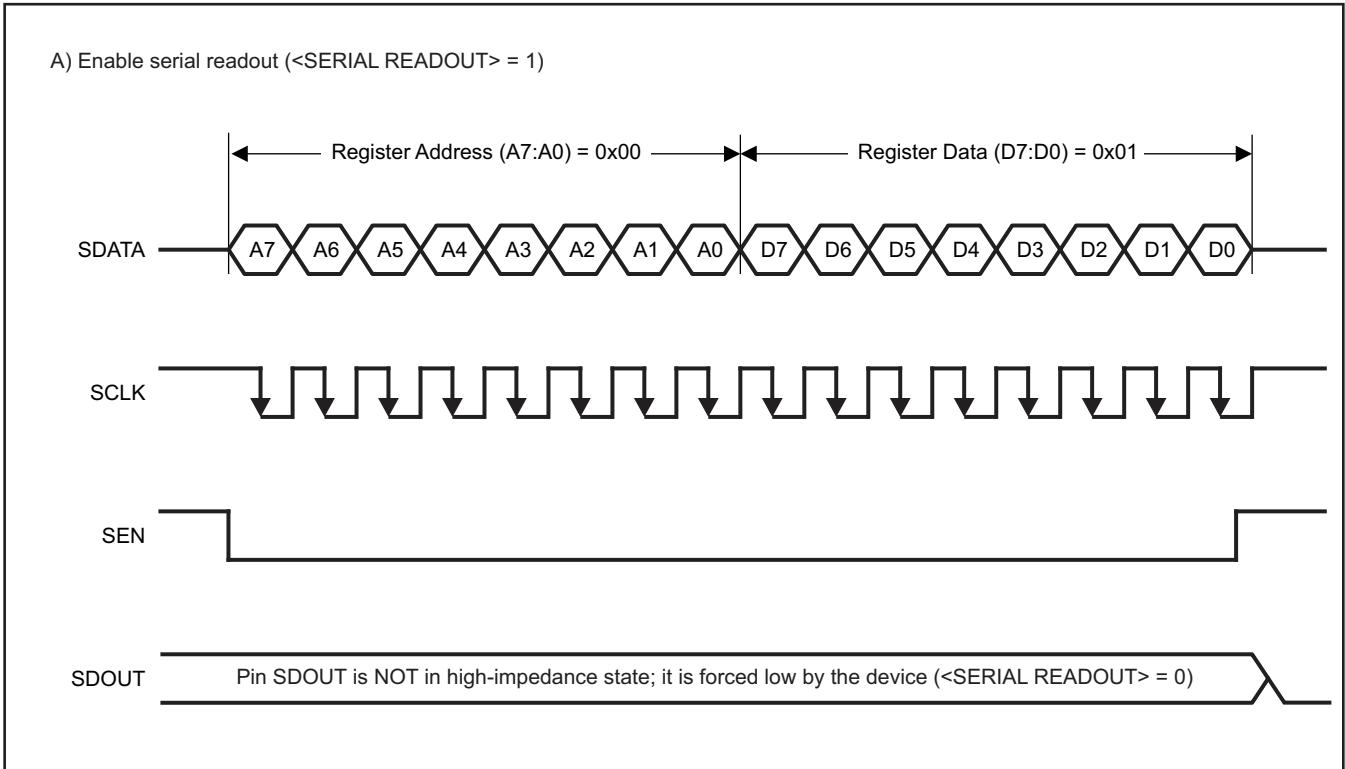 A) Enable serial readout (<SERIAL READOUT> = 1)
Register Address (A7:A0) = 0x00 Register Data (D7:D0) = 0x01
SDATA A7 A6 A5 A4 A3 A2 A1 A0 D7 D6 D5 D4 D3 D2 D1 D0
SCLK
SEN
SDOUT Pin SDOUT is NOT in high-impedance state; it is forced low by the device (<SERIAL READOUT> = 0)